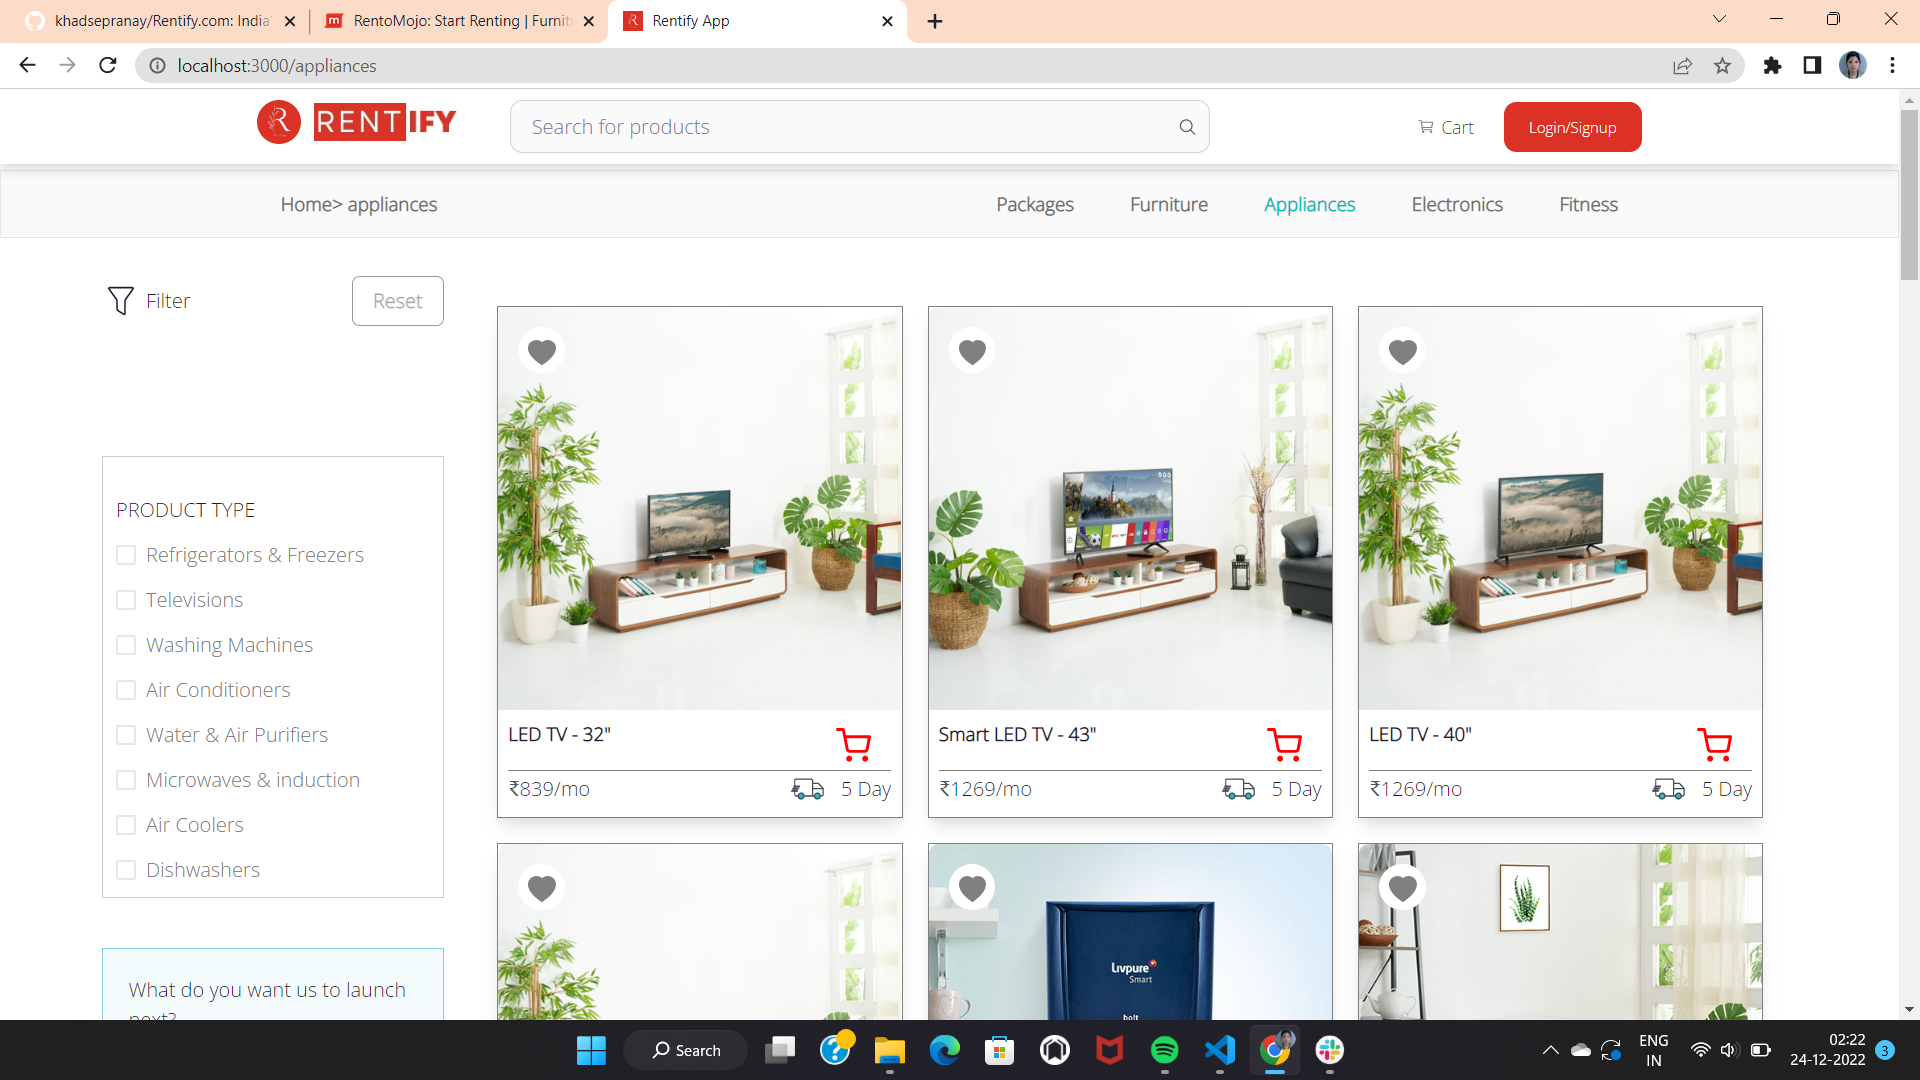 khadsepranay/Rentify.com: India'
RentoMojo: Start Renting | Furnit
Rentify App
localhost:3000/appliances
R RENTIFY
Search for products
Cart
Login/Signup
Home> appliances
Packages
Furniture
Appliances
Electronics
Fitness
Filter
Reset
PRODUCT TYPE
Refrigerators & Freezers
Televisions
Washing Machines
Air Conditioners
Water & Air Purifiers
Microwaves & induction
Air Coolers
Dishwashers
What do you want us to launch
next?
LED TV - 32"
₹839/mo
5 Day
Smart LED TV - 43"
₹1269/mo
5 Day
LED TV - 40"
₹1269/mo
5 Day
Livpure
Smart
bolt
Search
ENG
IN
02:22
24-12-2022
3